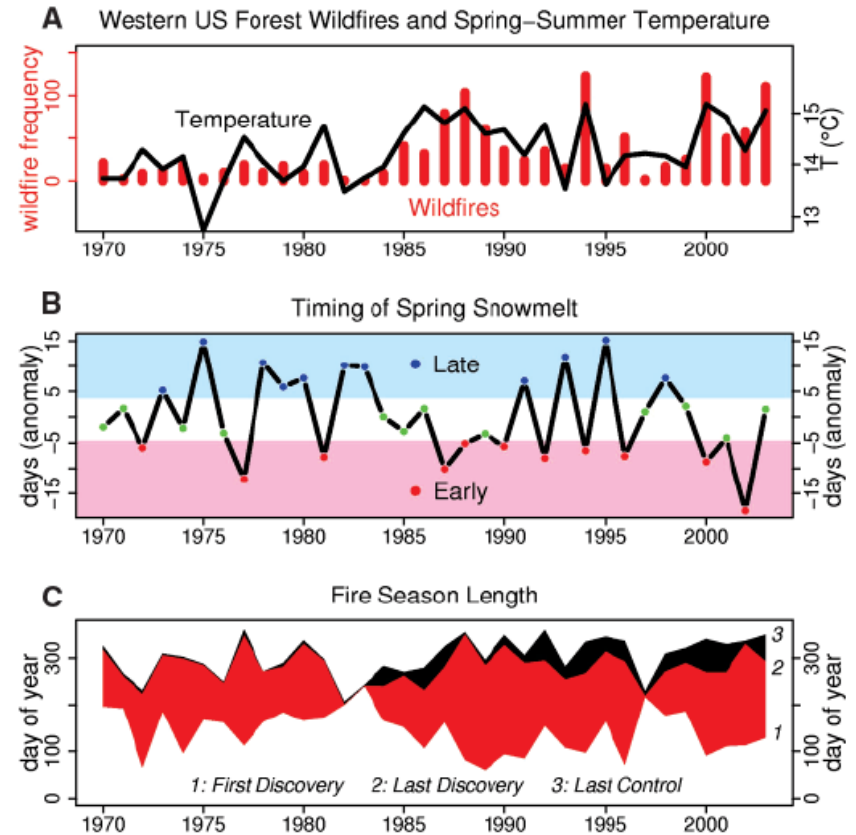 A Western US Forest Wildfires and Spring–Summer Temperature
wildfire frequency
100
0
Temperature
Wildfires
15
14
13
T (°C)
1970 1975 1980 1985 1990 1995 2000
B Timing of Spring Snowmelt
days (anomaly)
15
5
−5
−15
Late
Early
15
5
−5
−15
days (anomaly)
1970 1975 1980 1985 1990 1995 2000
C Fire Season Length
day of year
300
100
0
3
2
1
300
100
0
day of year
1: First Discovery 2: Last Discovery 3: Last Control
1970 1975 1980 1985 1990 1995 2000